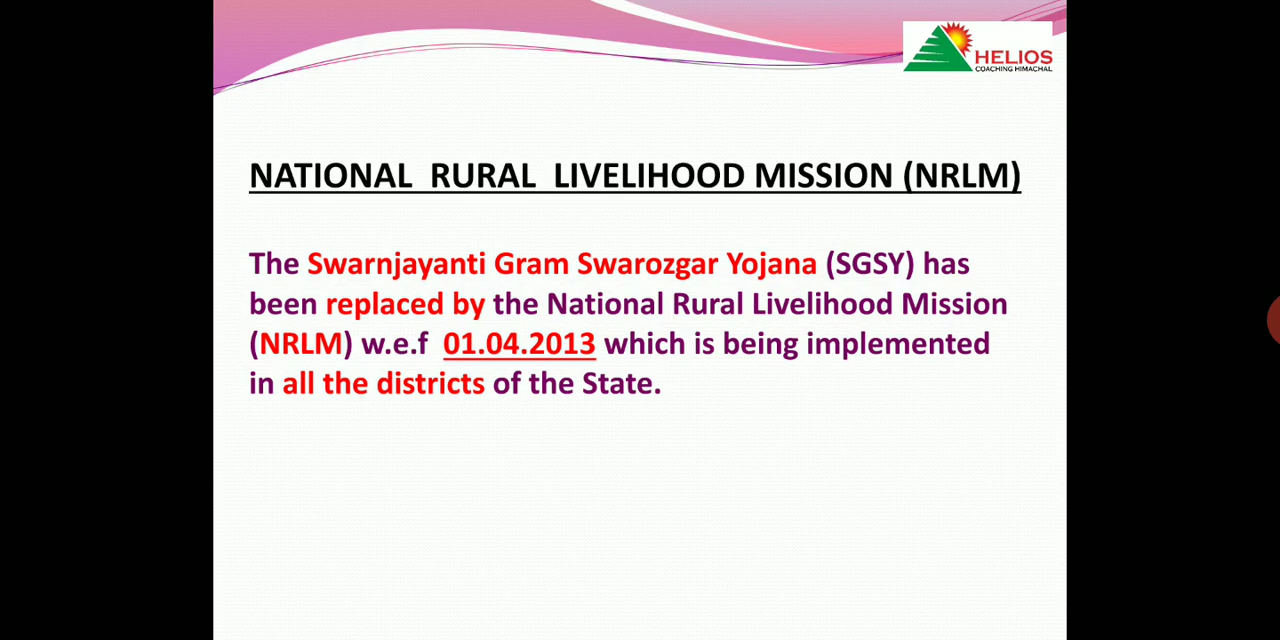 HELIOS
COACHING HIMACHAL
NATIONAL RURAL LIVELIHOOD MISSION (NRLM)
The Swarnjayanti Gram Swarozgar Yojana (SGSY) has
been replaced by the National Rural Livelihood Mission
(NRLM) w.e.f 01.04.2013 which is being implemented
in all the districts of the State.